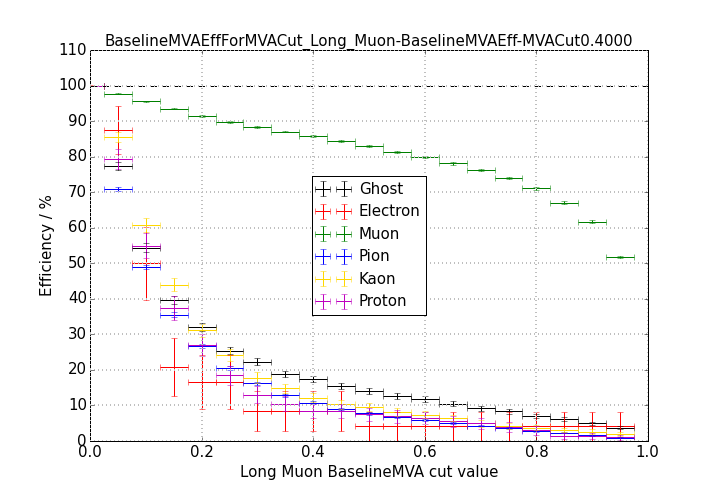 BaselineMVAEffForMVACut_Long_Muon-BaselineMVAEff-MVACut0.4000
110
100
90
80
70
60
50
40
30
20
10
0
Efficiency / %
Ghost
Electron
Muon
Pion
Kaon
Proton
0.0 0.2 0.4 0.6 0.8 1.0
Long Muon BaselineMVA cut value